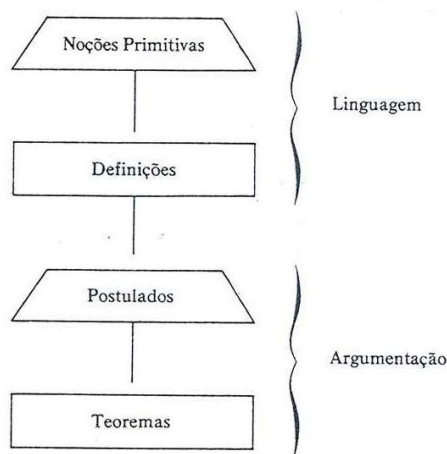 Noções Primitivas
Linguagem
Definições
Postulados
Argumentação
Teoremas